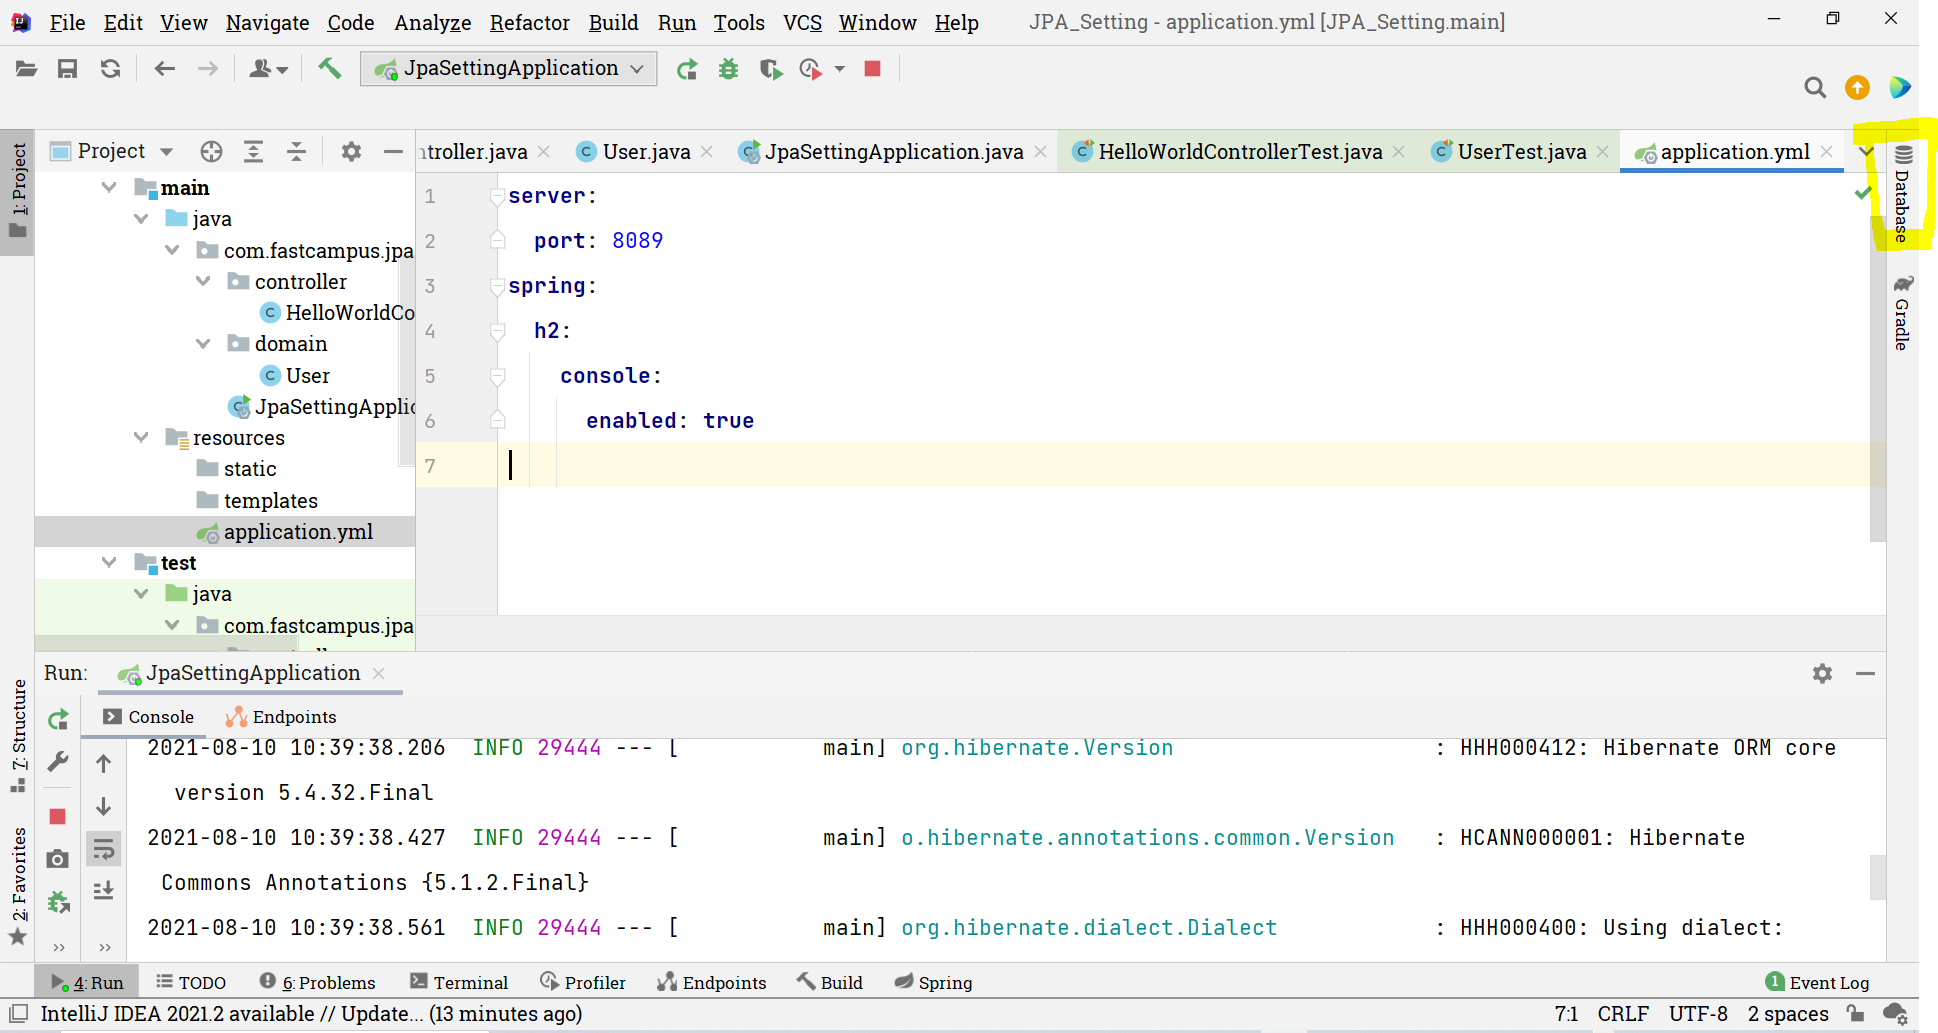 File Edit View Navigate Code Analyze Refactor Build Run Tools VCS Window Help JPA_Setting - application.yml [JPA_Setting.main]
JpaSettingApplication
1: Project
Project
ntroller.java User.java JpaSettingApplication.java HelloWorldControllerTest.java UserTest.java application.yml
Database
Gradle
main
java
com.fastcampus.jpa
controller
HelloWorldCo
domain
User
JpaSettingApplic
resources
static
templates
application.yml
test
java
com.fastcampus.jpa
1 server:
2 port: 8089
3 spring:
4 h2:
5 console:
6 enabled: true
7
7: Structure
2: Favorites
Run: JpaSettingApplication
Console Endpoints
2021-08-10 10:39:38.206 INFO 29444 --- [ main] org.hibernate.Version : HHH000412: Hibernate ORM core
version 5.4.32.Final
2021-08-10 10:39:38.427 INFO 29444 --- [ main] o.hibernate.annotations.common.Version : HCANN000001: Hibernate
Commons Annotations {5.1.2.Final}
2021-08-10 10:39:38.561 INFO 29444 --- [ main] org.hibernate.dialect.Dialect : HHH000400: Using dialect:
4: Run TODO 6: Problems Terminal Profiler Endpoints Build Spring 1 Event Log
IntelliJ IDEA 2021.2 available // Update... (13 minutes ago) 7:1 CRLF UTF-8 2 spaces